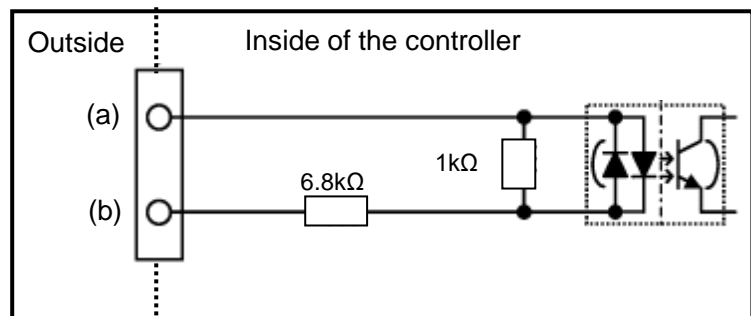 Outside
Inside of the controller
(a)
1kΩ
6.8kΩ
(b)